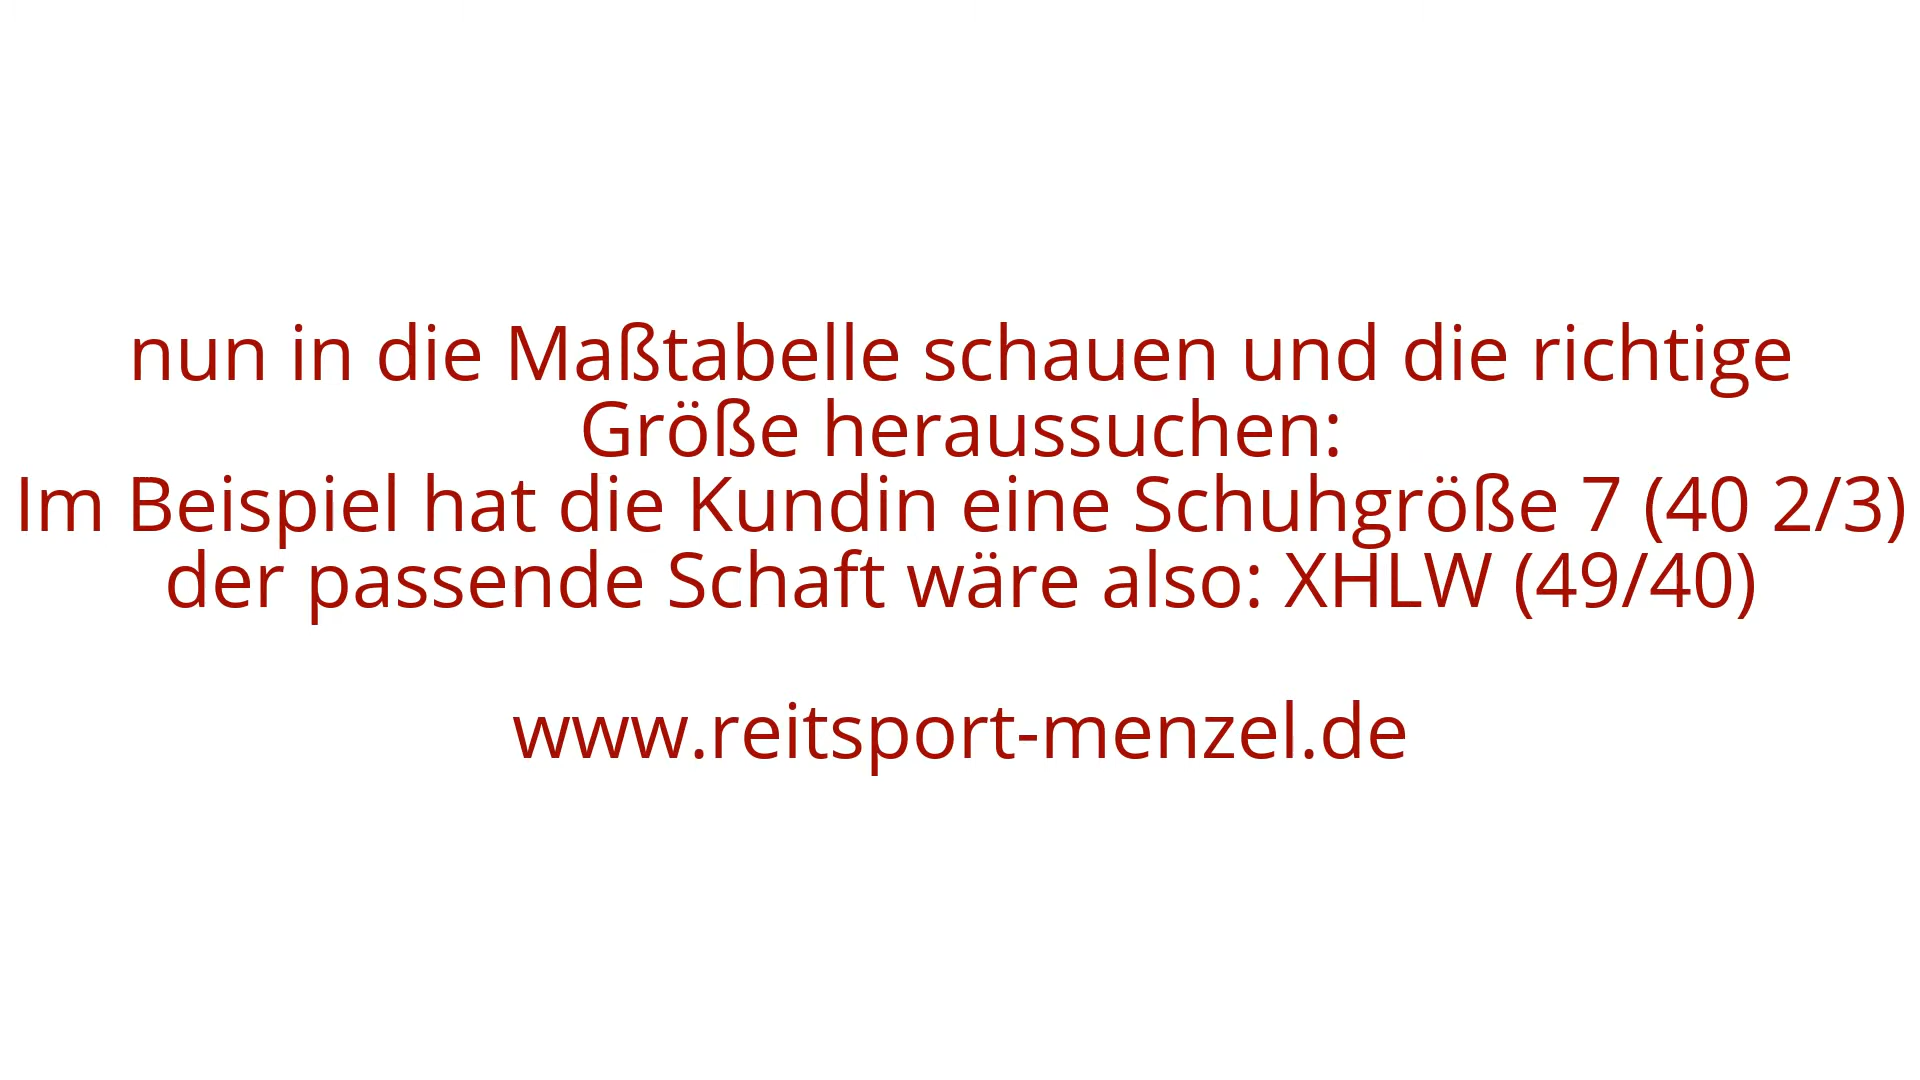 nun in die Maßtabelle schauen und die richtige
Größe heraussuchen:
Im Beispiel hat die Kundin eine Schuhgröße 7 (40 2/3)
der passende Schaft wäre also: XHLW (49/40)
www.reitsport-menzel.de